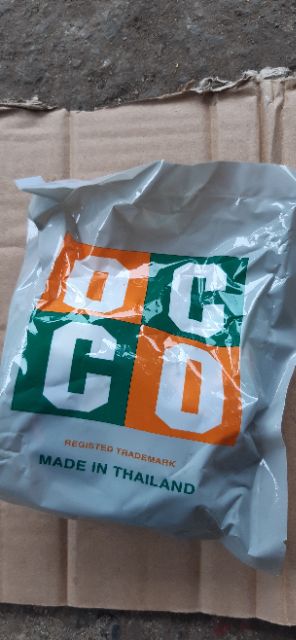 DC
CO
REGISTED TRADEMARK
MADE IN THAILAND